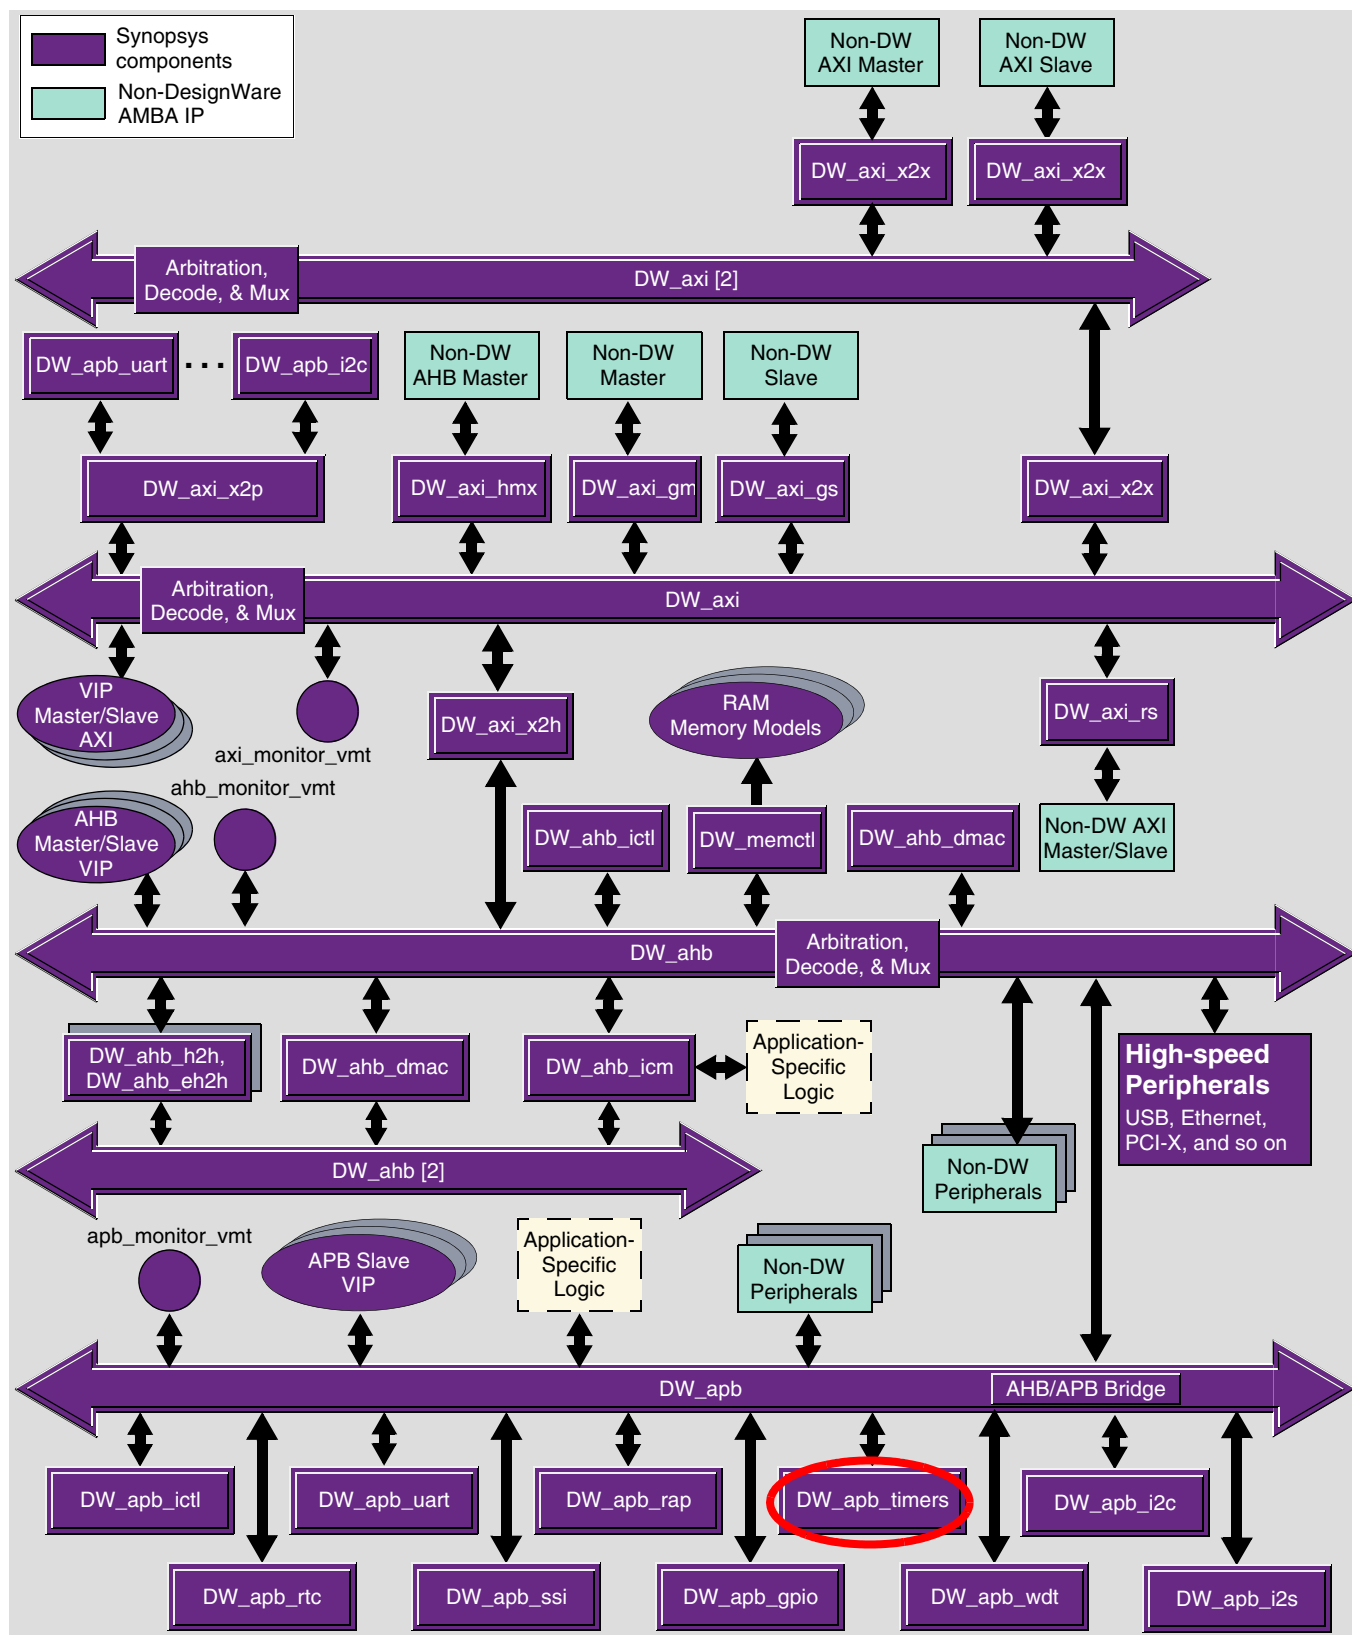 Synopsys
components
Non-DesignWare
AMBA IP
Non-DW
AXI Master
Non-DW
AXI Slave
DW_axi_x2x
DW_axi_x2x
Arbitration,
Decode, & Mux
DW_axi [2]
DW_apb_uart
. . .
DW_apb_i2c
Non-DW
AHB Master
Non-DW
Master
Non-DW
Slave
DW_axi_x2p
DW_axi_hmx
DW_axi_gm
DW_axi_gs
DW_axi_x2x
Arbitration,
Decode, & Mux
DW_axi
VIP
Master/Slave
AXI
axi_monitor_vmt
DW_axi_x2h
RAM
Memory Models
DW_axi_rs
ahb_monitor_vmt
AHB
Master/Slave
VIP
DW_ahb_ictl
DW_memctl
DW_ahb_dmac
Non-DW AXI
Master/Slave
DW_ahb
Arbitration,
Decode, & Mux
DW_ahb_h2h,
DW_ahb_eh2h
DW_ahb_dmac
DW_ahb_icm
Application-
Specific
Logic
High-speed
Peripherals
USB, Ethernet,
PCI-X, and so on
DW_ahb [2]
Non-DW
Peripherals
apb_monitor_vmt
APB Slave
VIP
Application-
Specific
Logic
Non-DW
Peripherals
DW_apb
AHB/APB Bridge
DW_apb_ictl
DW_apb_uart
DW_apb_rap
DW_apb_timers
DW_apb_i2c
DW_apb_rtc
DW_apb_ssi
DW_apb_gpio
DW_apb_wdt
DW_apb_i2s